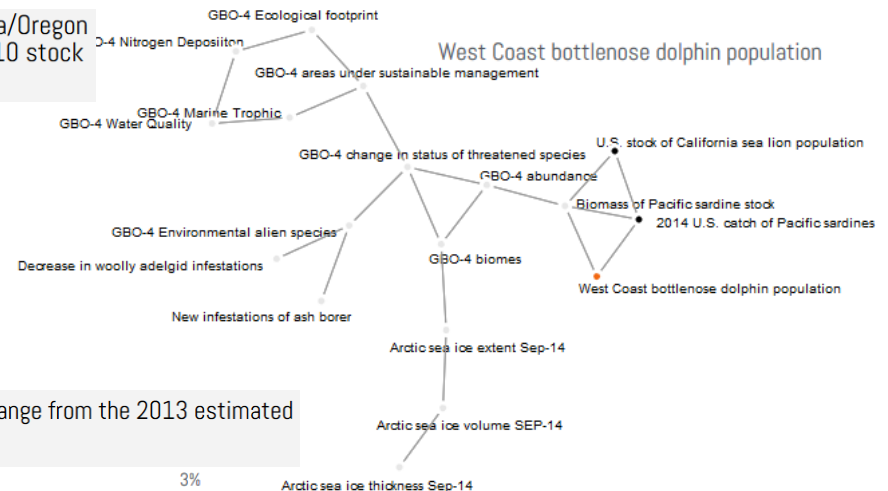 a/Oregon
10 stock
GBO-4 Ecological footprint
O-4 Nitrogen Deposiiton
West Coast bottlenose dolphin population
GBO-4 areas under sustainable management
GBO-4 Marine Trophic
GBO-4 Water Quality
U.S. stock of California sea lion population
GBO-4 change in status of threatened species
GBO-4 abundance
Biomass of Pacific sardine stock
2014 U.S. catch of Pacific sardines
GBO-4 Environmental alien species
GBO-4 biomes
Decrease in woolly adelgid infestations
West Coast bottlenose dolphin population
New infestations of ash borer
Arctic sea ice extent Sep-14
ange from the 2013 estimated
Arctic sea ice volume SEP-14
3%
Arctic sea ice thickness Sep-14